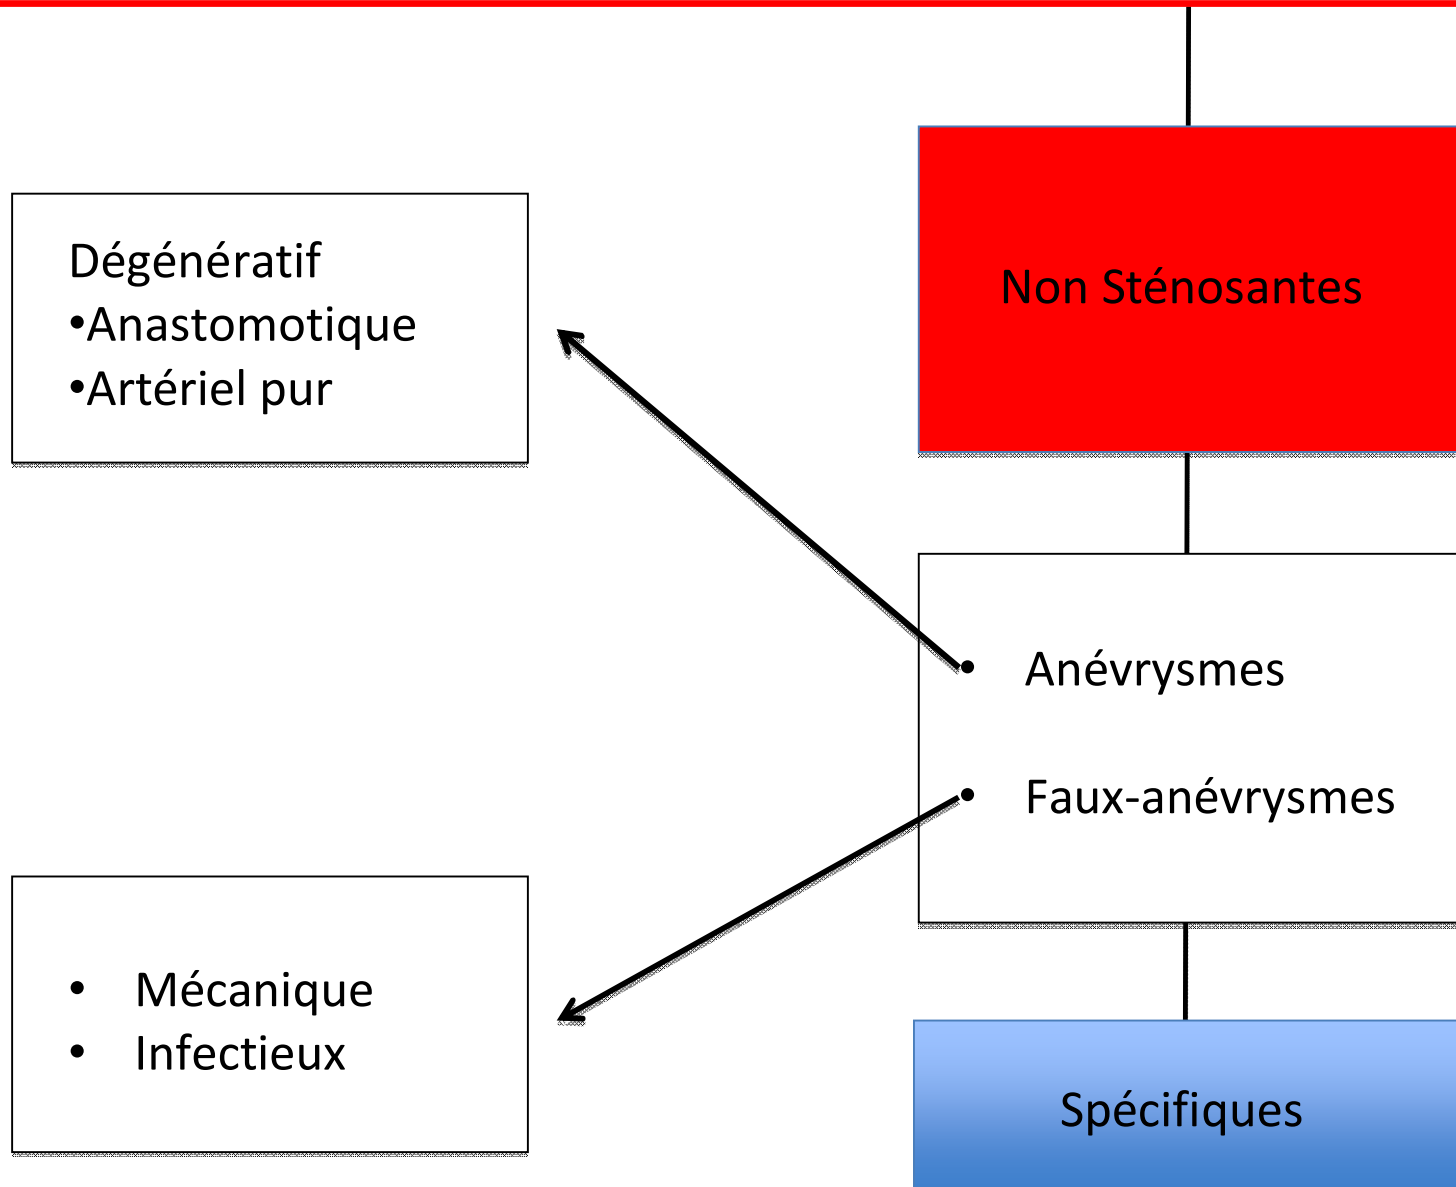 Non Sténosantes
Dégénératif
•Anastomotique
•Artériel pur
• Anévrysmes
• Faux-anévrysmes
• Mécanique
• Infectieux
Spécifiques